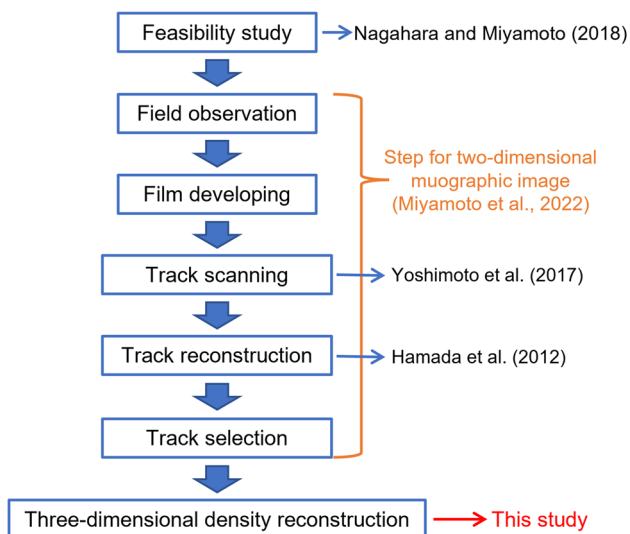 Feasibility study
Nagahara and Miyamoto (2018)
Field observation
Step for two-dimensional
muographic image
(Miyamoto et al., 2022)
Film developing
Track scanning
Yoshimoto et al. (2017)
Track reconstruction
Hamada et al. (2012)
Track selection
Three-dimensional density reconstruction
This study